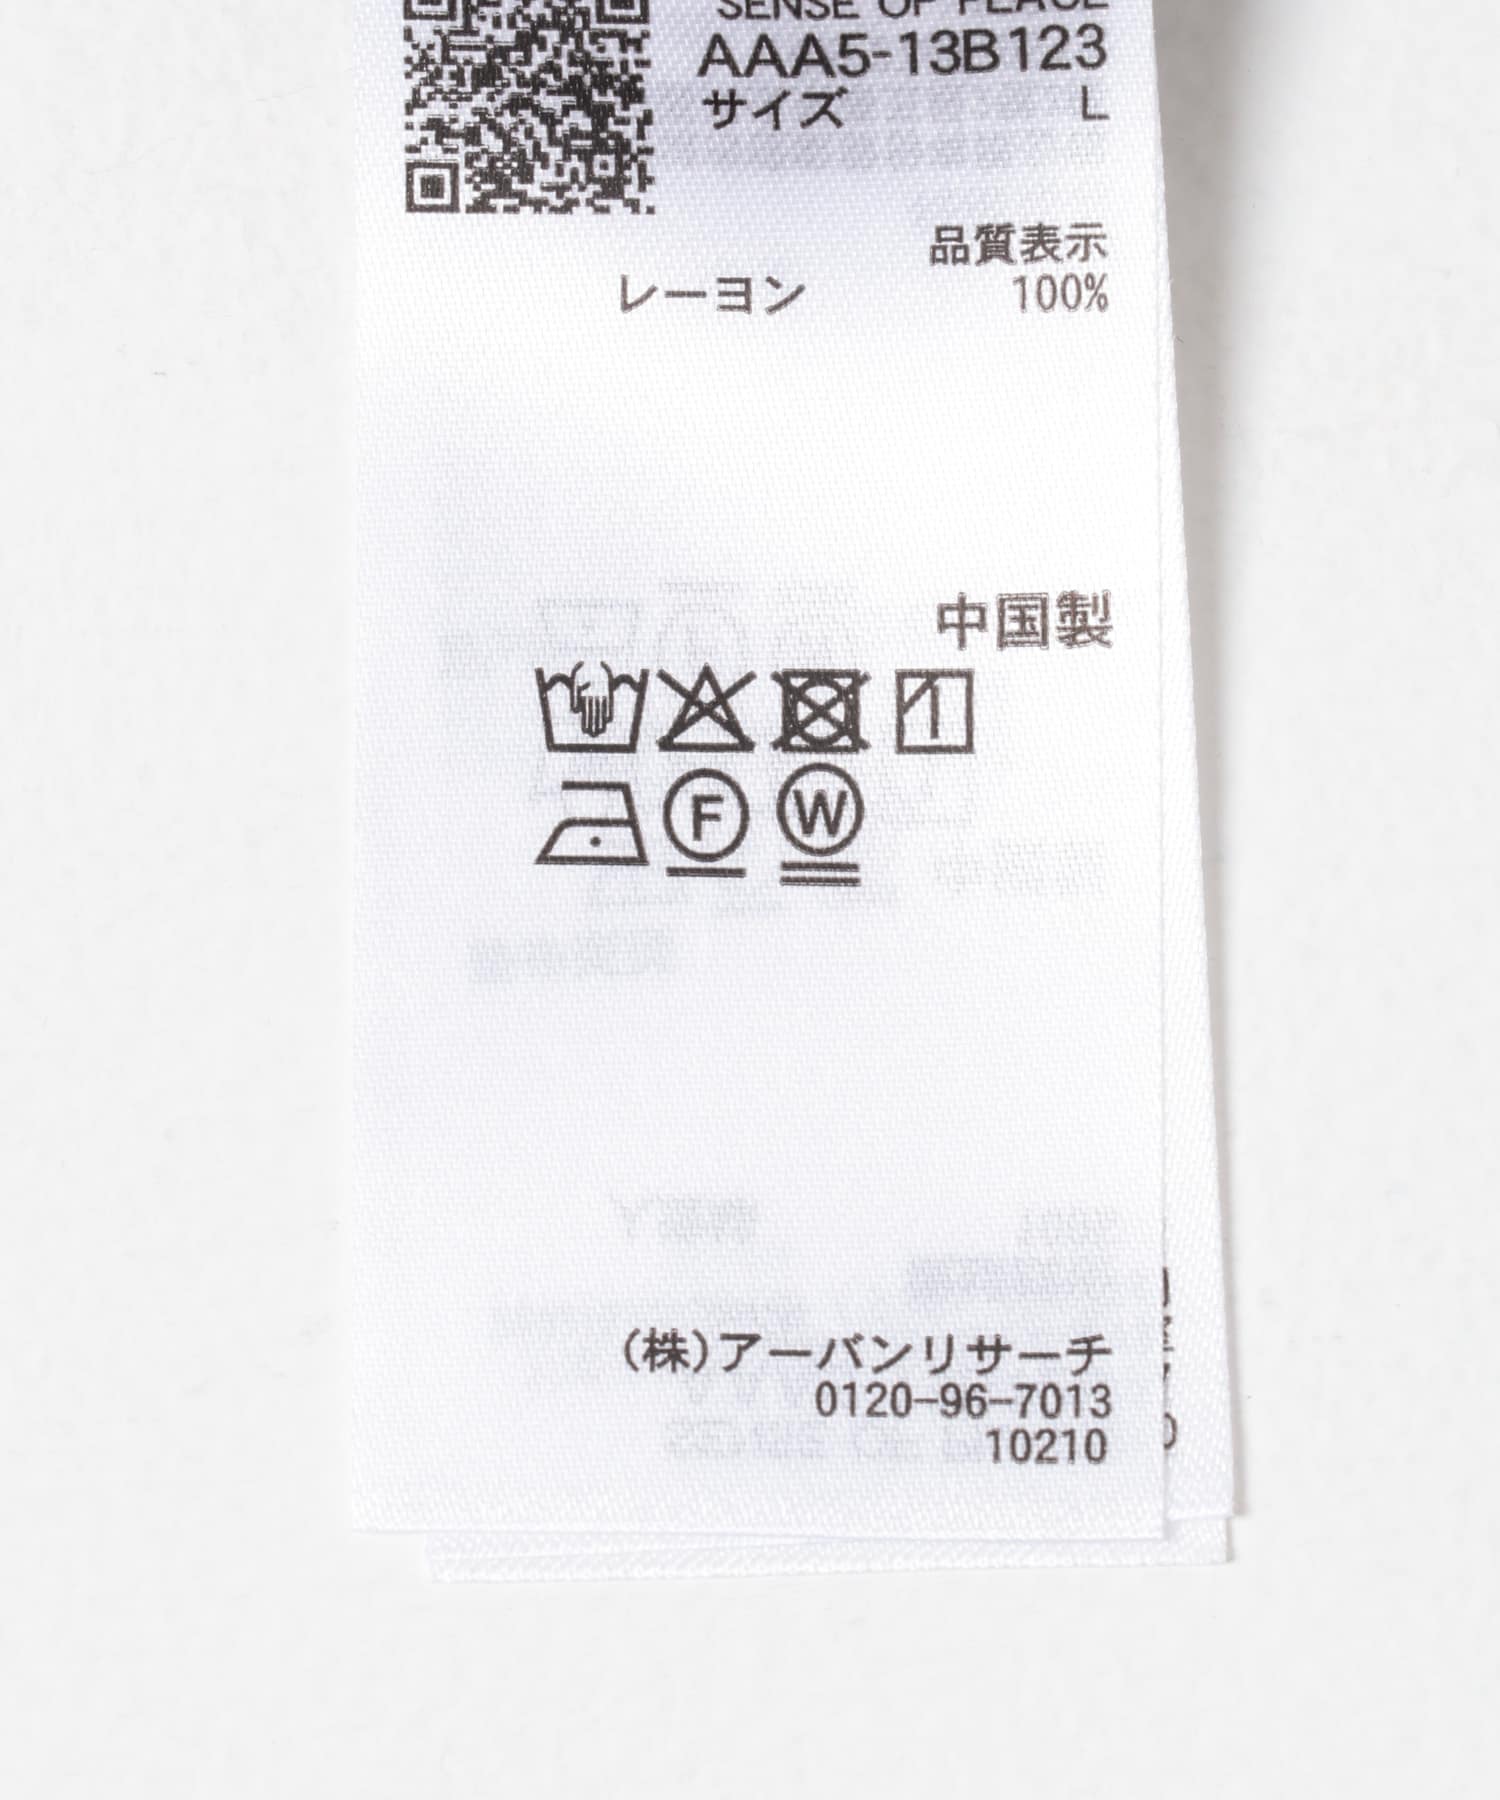 SENSE OF PLACE
AAA5-13B123
サイズ L
品質表示
レーヨン 100%
中国製
F W
(株)アーバンリサーチ
0120-96-7013
10210